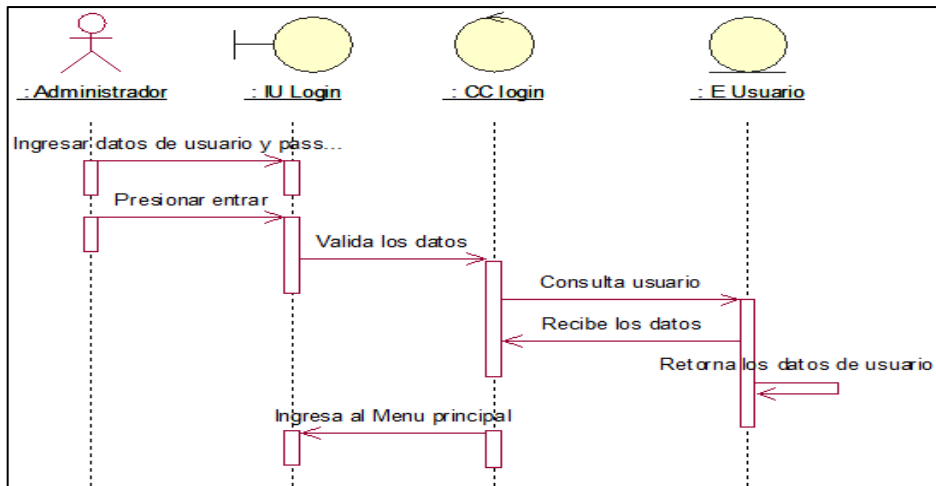 : Administrador
: IU Login
: CC login
: E Usuario
Ingresar datos de usuario y pass...
Presionar entrar
Valida los datos
Consulta usuario
Recibe los datos
Retorna los datos de usuario
Ingresa al Menu principal